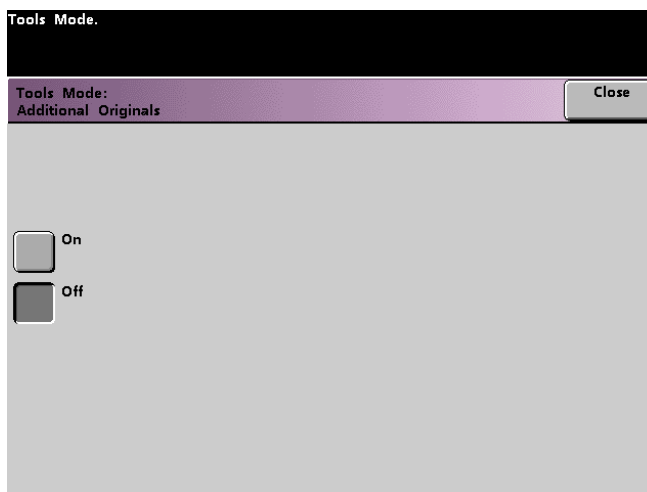 Tools Mode.
Tools Mode:
Additional Originals
Close
On
Off